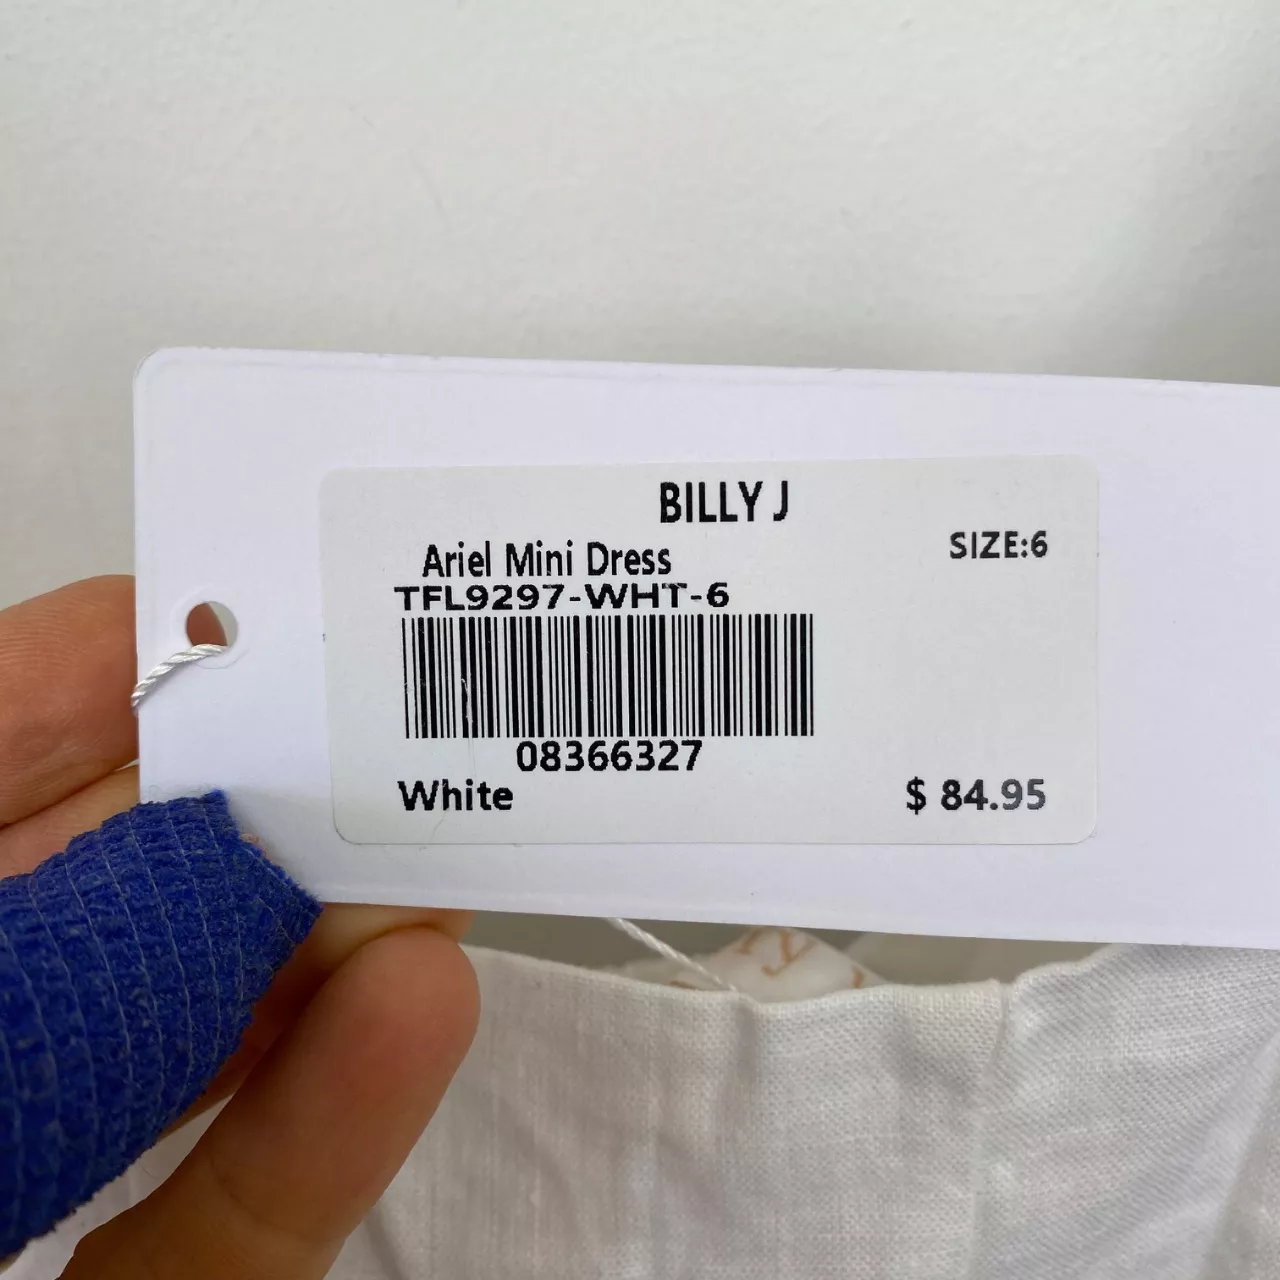 BILLY J
Ariel Mini Dress
SIZE:6
TFL9297-WHT-6
08366327
White
$ 84.95